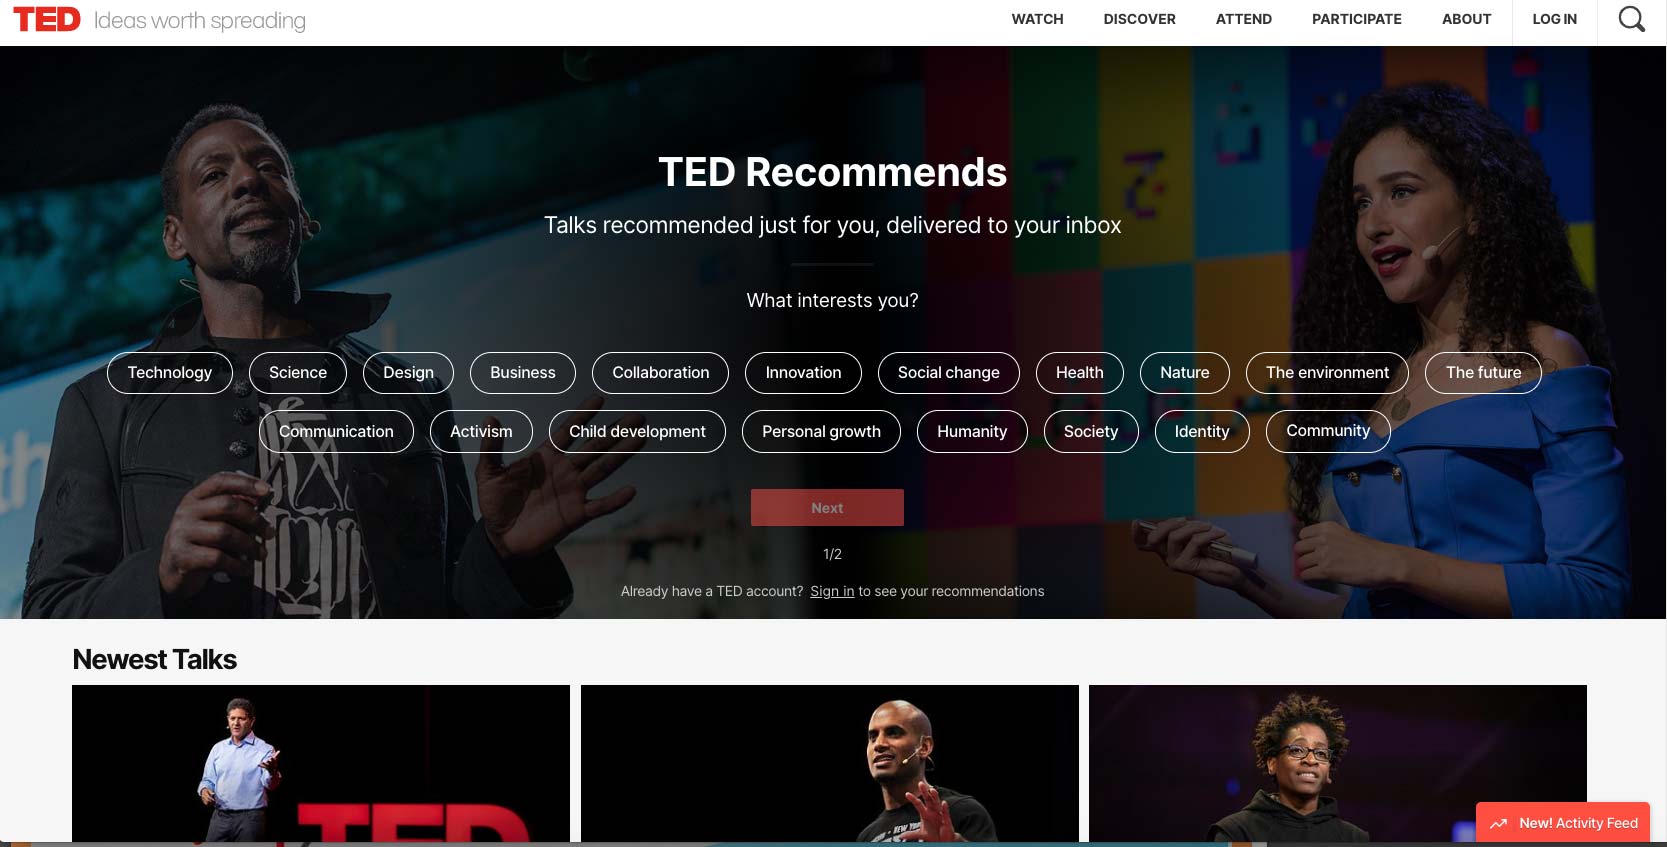 TED Ideas worth spreading
WATCH DISCOVER ATTEND PARTICIPATE ABOUT LOG IN
TED Recommends
Talks recommended just for you, delivered to your inbox
What interests you?
Technology Science Design Business Collaboration Innovation Social change Health Nature The environment The future
Communication Activism Child development Personal growth Humanity Society Identity Community
Next
1/2
Already have a TED account? Sign in to see your recommendations
Newest Talks
TED
NEW YORK
New! Activity Feed